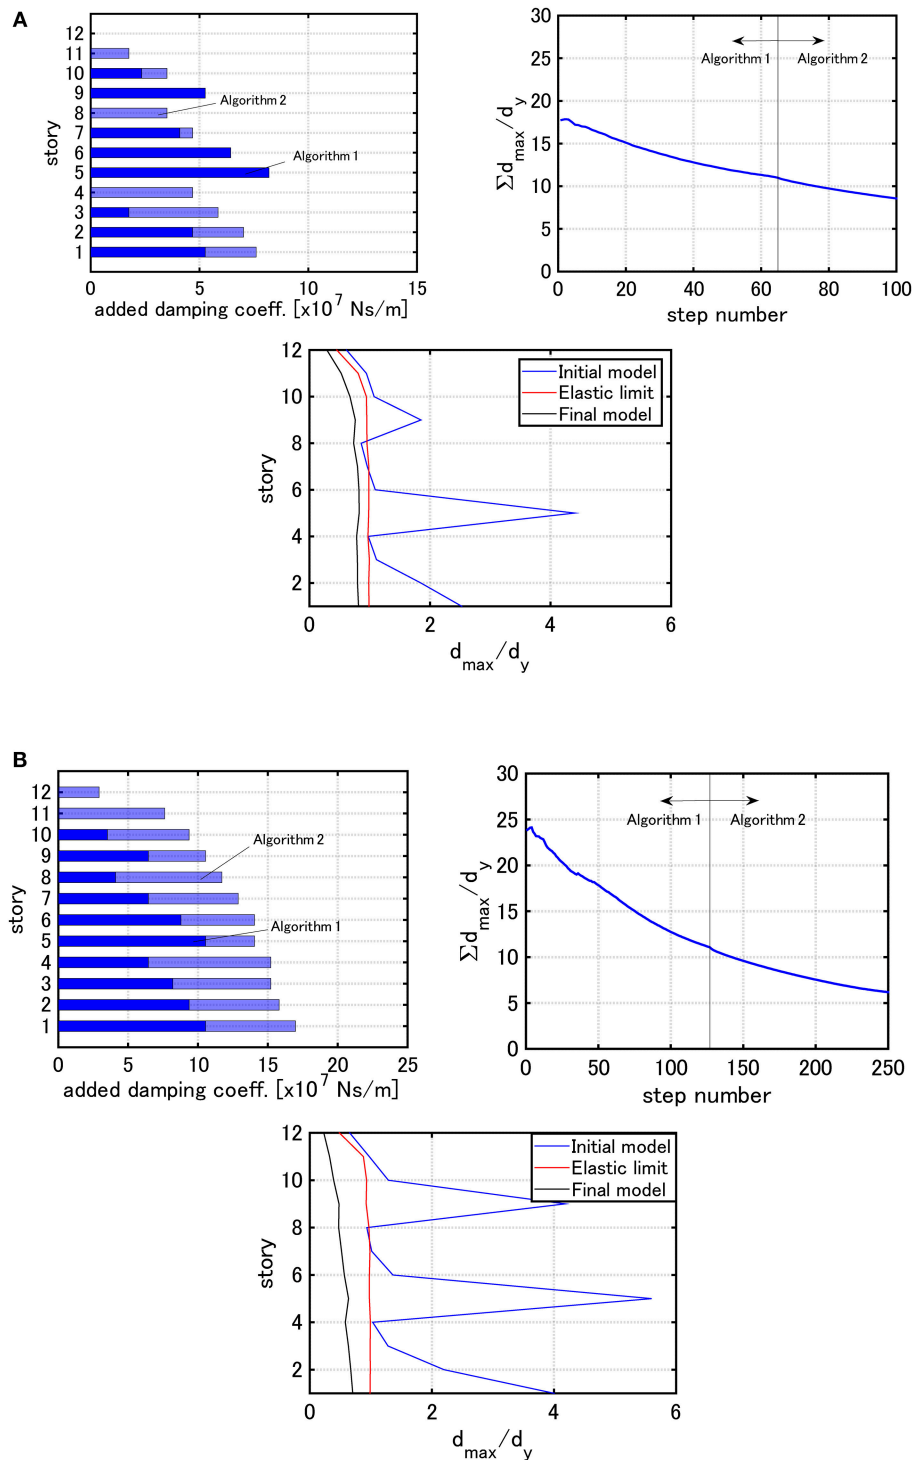 A
12
11
10
9
8
7
6
5
4
3
2
1
story
Algorithm 2
Algorithm 1
0 5 10 15
added damping coeff. [x10^7 Ns/m]
30
25
20
15
10
5
0
Σd_max/d_y
Algorithm 1 Algorithm 2
0 20 40 60 80 100
step number
12
10
8
6
4
2
story
Initial model
Elastic limit
Final model
0 2 4 6
d_max/d_y
B
12
11
10
9
8
7
6
5
4
3
2
1
story
Algorithm 2
Algorithm 1
0 5 10 15 20 25
added damping coeff. [x10^7 Ns/m]
30
25
20
15
10
5
0
Σd_max/d_y
Algorithm 1 Algorithm 2
0 50 100 150 200 250
step number
12
10
8
6
4
2
story
Initial model
Elastic limit
Final model
0 2 4 6
d_max/d_y